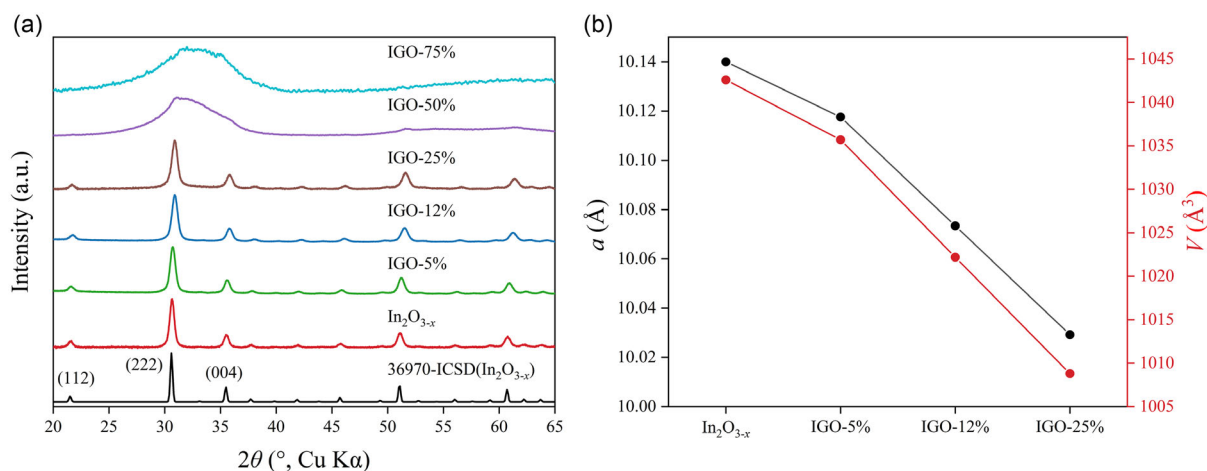 (a)
IGO-75%
IGO-50%
IGO-25%
IGO-12%
IGO-5%
In₂O₃₋ₓ
36970-ICSD(In₂O₃₋ₓ)
(112)
(222)
(004)
Intensity (a.u.)
20 25 30 35 40 45 50 55 60 65
2θ (°, Cu Kα)
(b)
10.14
10.12
10.10
10.08
10.06
10.04
10.02
10.00
a (Å)
1045
1040
1035
1030
1025
1020
1015
1010
1005
V (Å³)
In₂O₃₋ₓ IGO-5% IGO-12% IGO-25%